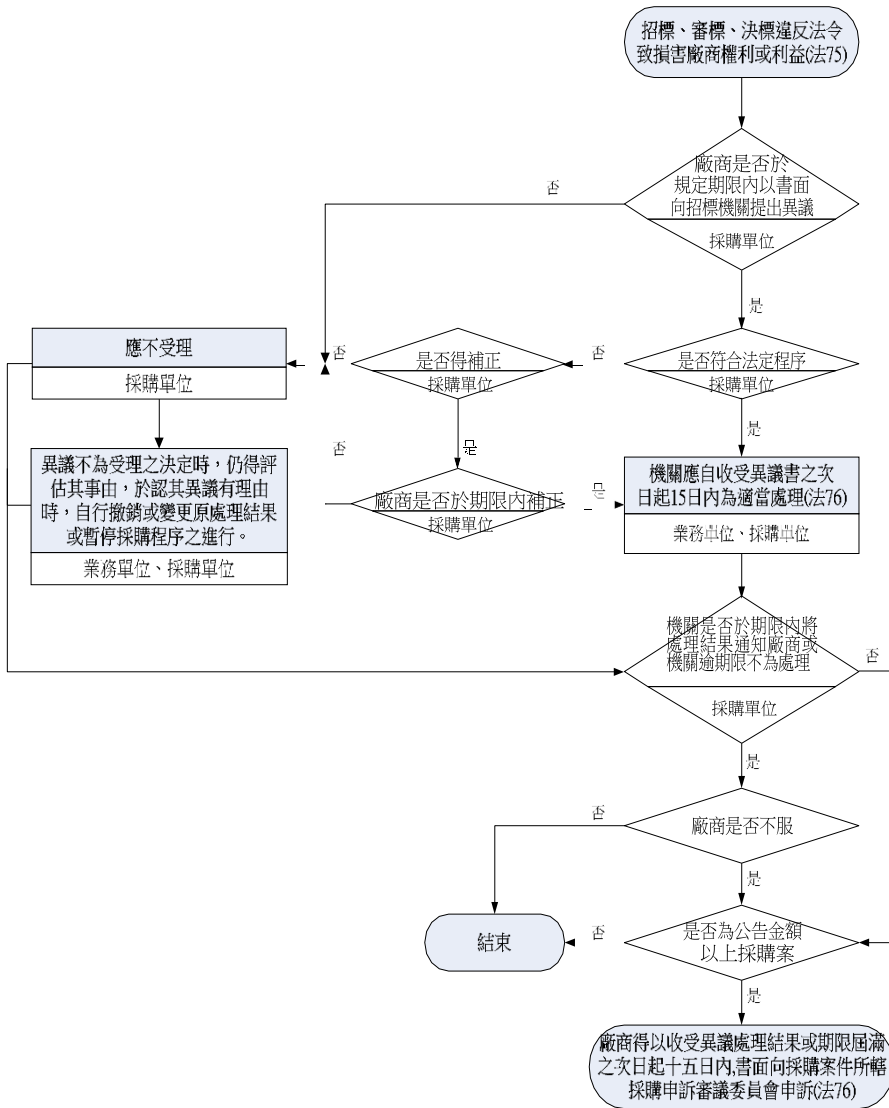 招標、審標、決標違反法令
致損害廠商權利或利益(法75)
廠商是否於
規定期限內以書面
向招標機關提出異議
採購單位
否
是
應不受理
採購單位
否
是否得補正
採購單位
否
是否符合法定程序
採購單位
是
是
異議不為受理之決定時，仍得評
估其事由，於認其異議有理由
時，自行撤銷或變更原處理結果
或暫停採購程序之進行。
業務單位、採購單位
否
廠商是否於期限內補正
採購單位
是
機關應自收受異議書之次
日起15日內為適當處理(法76)
業務單位、採購單位
機關是否於期限內將
處理結果通知廠商或
機關逾期限不為處理
採購單位
否
是
否
廠商是否不服
是
結束
否
是否為公告金額
以上採購案
是
廠商得以收受異議處理結果或期限屆滿
之次日起十五日內,書面向採購案件所轄
採購申訴審議委員會申訴(法76)